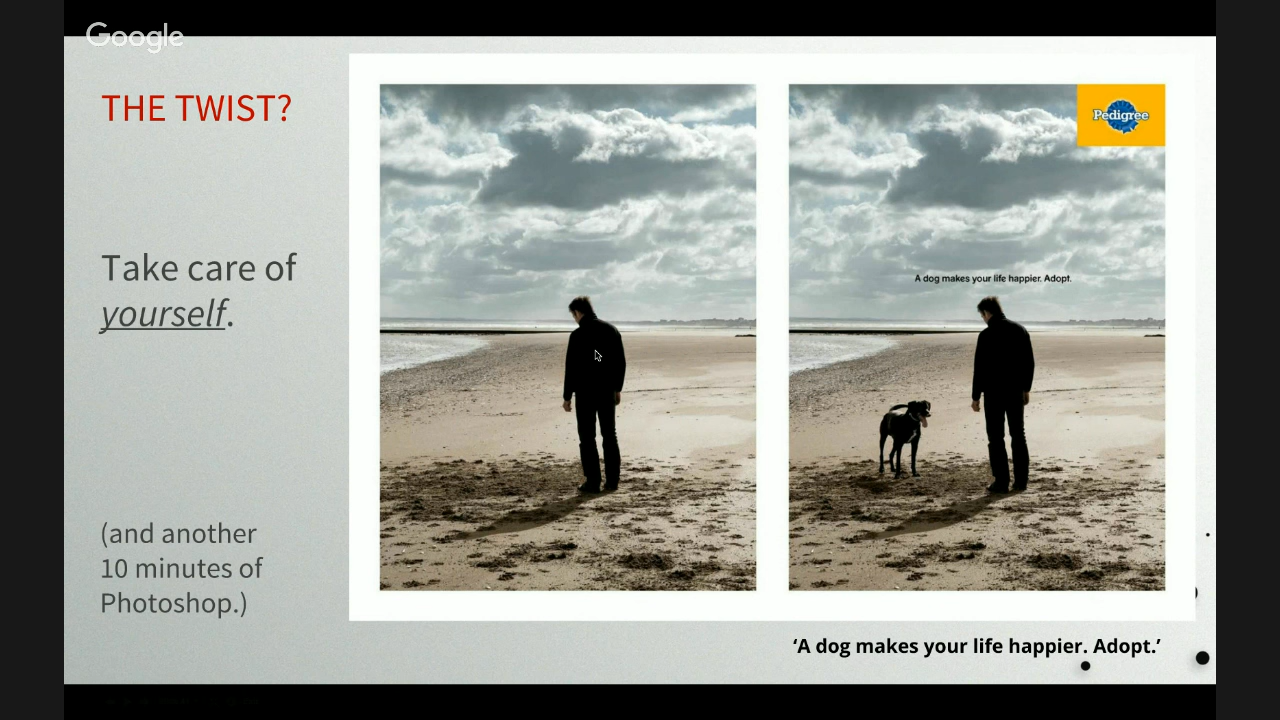 Google
THE TWIST?
Take care of
yourself.
(and another
10 minutes of
Photoshop.)
Pedigree
A dog makes your life happier. Adopt.
‘A dog makes your life happier. Adopt.’